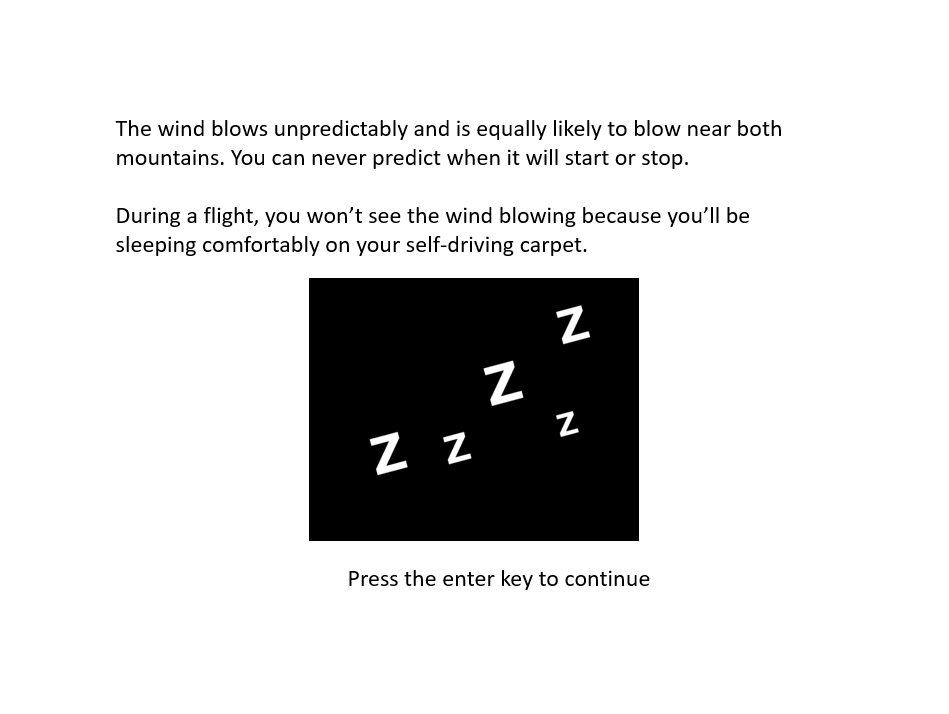 The wind blows unpredictably and is equally likely to blow near both
mountains. You can never predict when it will start or stop.
During a flight, you won’t see the wind blowing because you’ll be
sleeping comfortably on your self-driving carpet.
Z
Z
Z Z Z
Press the enter key to continue